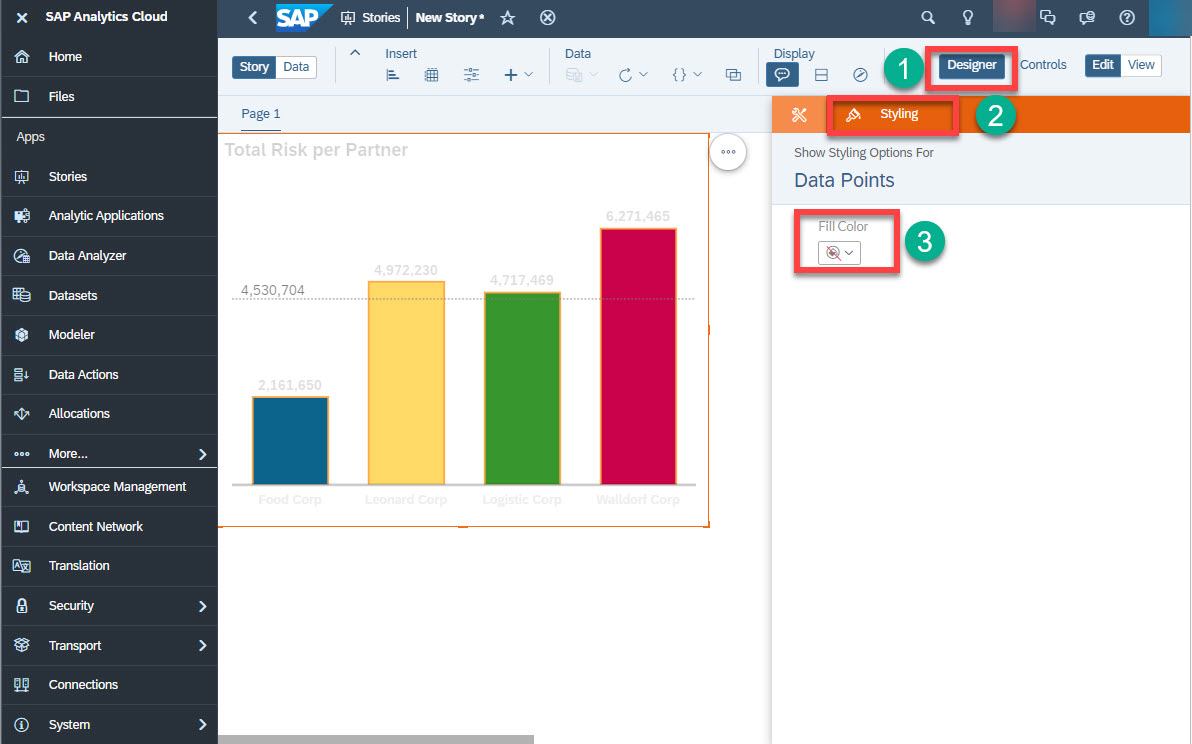 SAP Analytics Cloud
Home
Files
Apps
Stories
Analytic Applications
Data Analyzer
Datasets
Modeler
Data Actions
Allocations
More...
Workspace Management
Content Network
Translation
Security
Transport
Connections
System
SAP Stories New Story*
Story Data
Insert
Data
Display
1
Designer
Controls
Edit View
Page 1
Styling
2
Show Styling Options For
Data Points
Fill Color
3
Total Risk per Partner
6,271,465
4,972,230
4,717,469
4,530,704
2,161,650
Food Corp Leonard Corp Logistic Corp Walldorf Corp